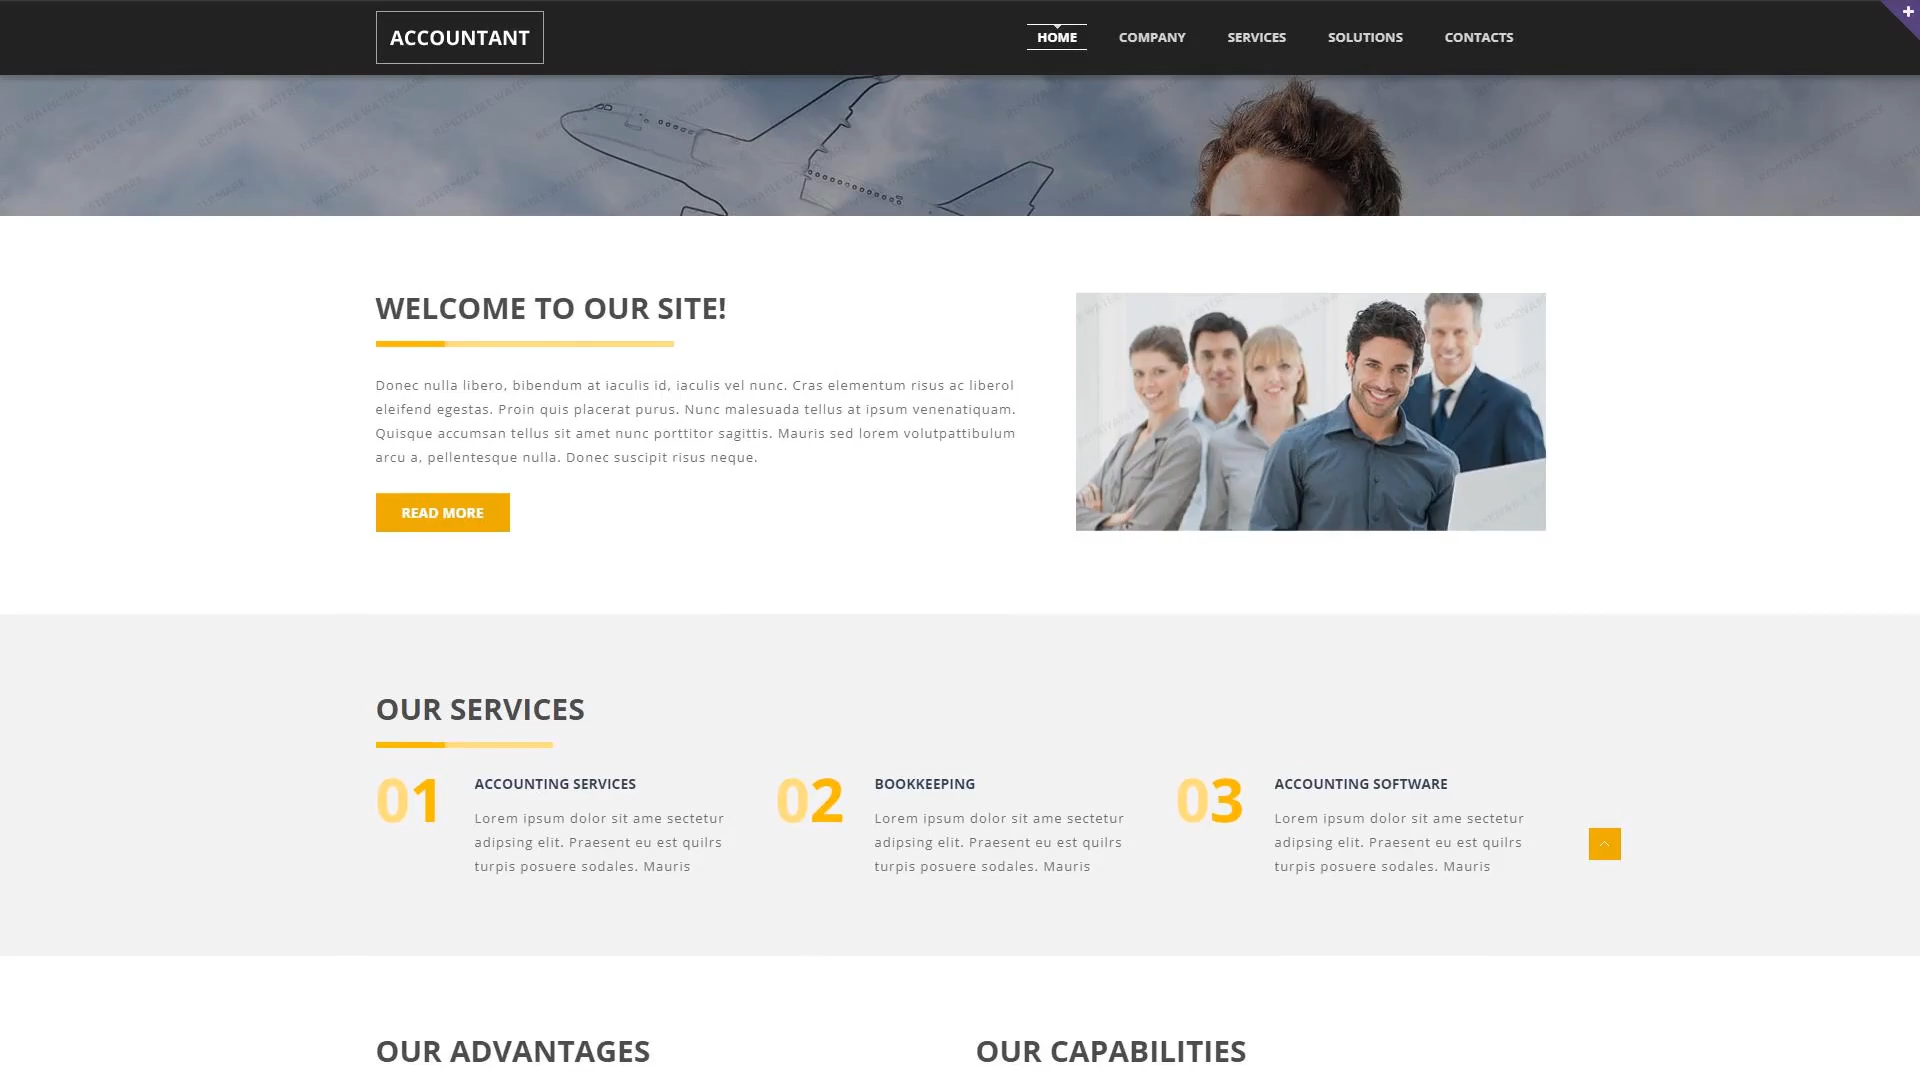 ACCOUNTANT
HOME COMPANY SERVICES SOLUTIONS CONTACTS
REMOVABLE WATERMARK
WELCOME TO OUR SITE!
Donec nulla libero, bibendum at iaculis id, iaculis vel nunc. Cras elementum risus ac liberol
eleifend egestas. Proin quis placerat purus. Nunc malesuada tellus at ipsum venenatiquam.
Quisque accumsan tellus sit amet nunc porttitor sagittis. Mauris sed lorem volutpattibulum
arcu a, pellentesque nulla. Donec suscipit risus neque.
READ MORE
OUR SERVICES
01
ACCOUNTING SERVICES
Lorem ipsum dolor sit ame sectetur
adipsing elit. Praesent eu est quilrs
turpis posuere sodales. Mauris
02
BOOKKEEPING
Lorem ipsum dolor sit ame sectetur
adipsing elit. Praesent eu est quilrs
turpis posuere sodales. Mauris
03
ACCOUNTING SOFTWARE
Lorem ipsum dolor sit ame sectetur
adipsing elit. Praesent eu est quilrs
turpis posuere sodales. Mauris
OUR ADVANTAGES
OUR CAPABILITIES